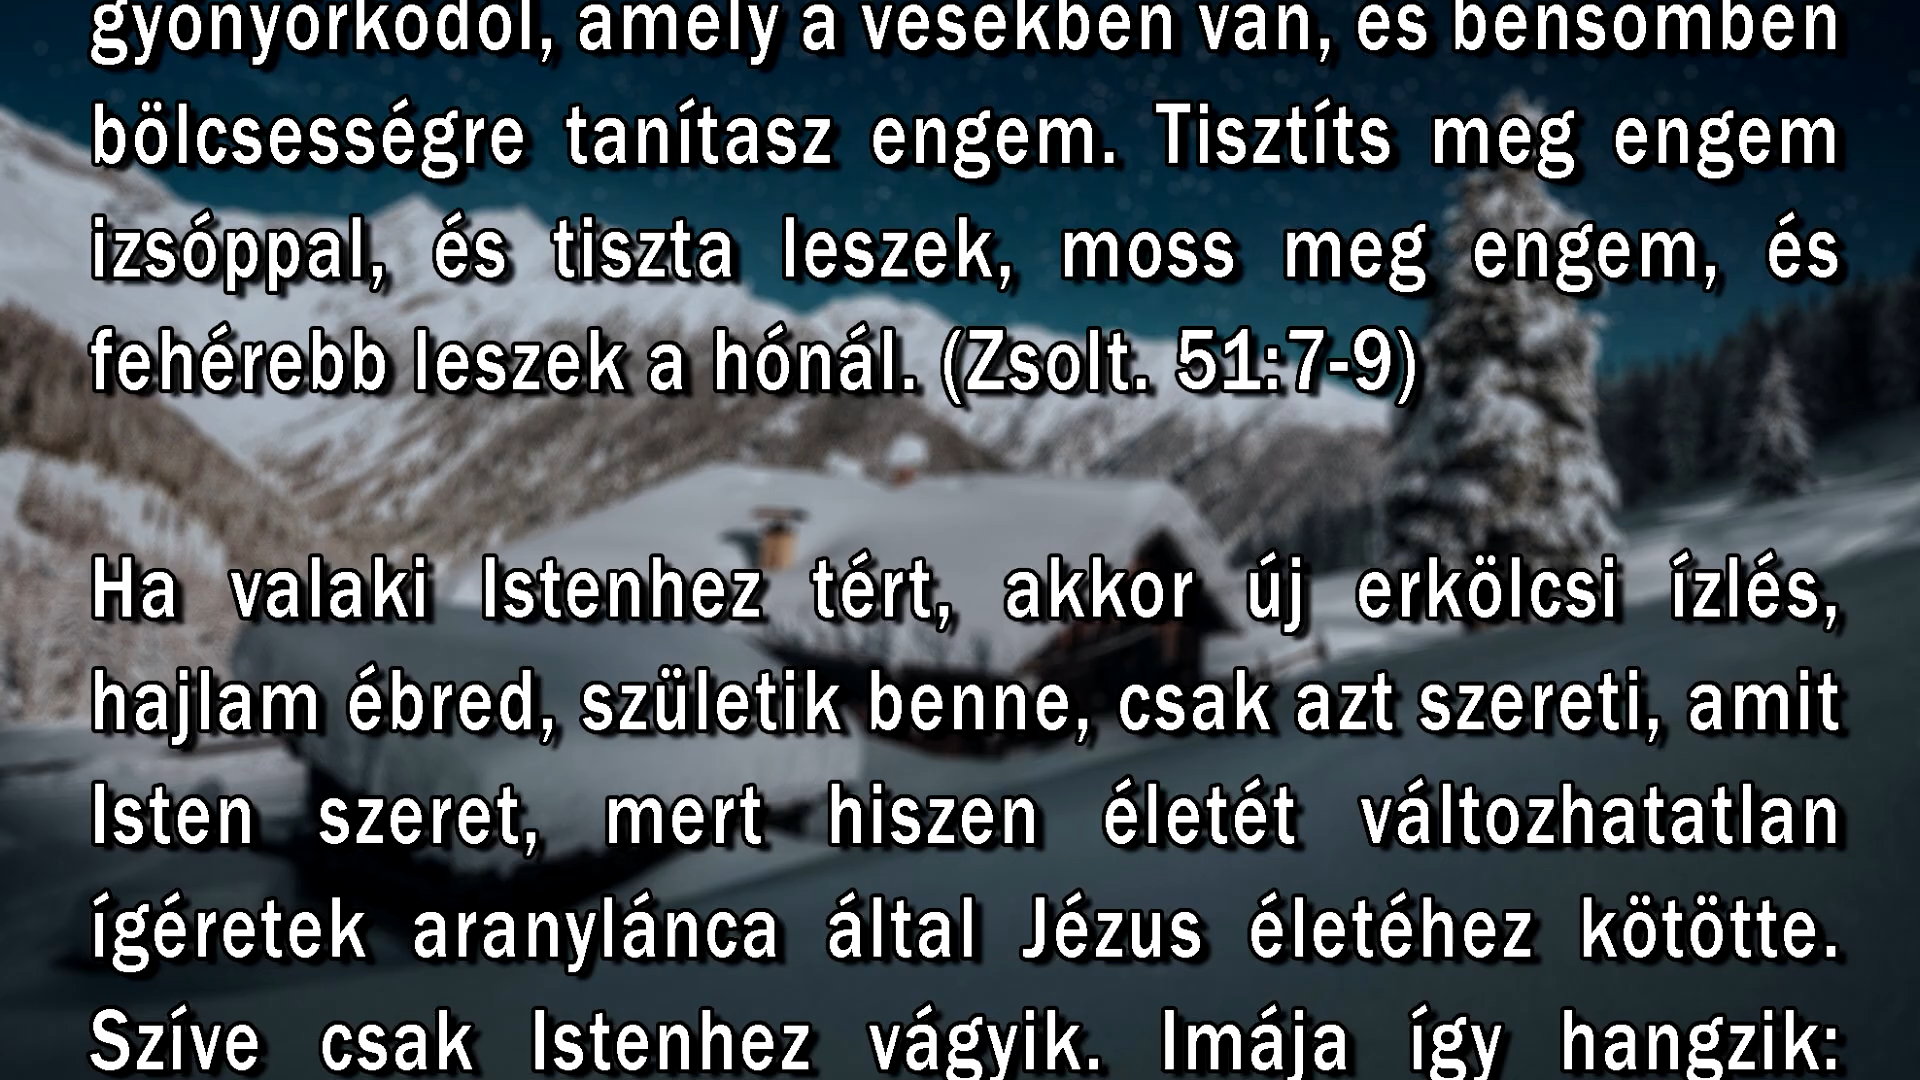 gyönyörködöl, amely a vesékben van, és bensőmben
bölcsességre tanítasz engem. Tisztíts meg engem
izsóppal, és tiszta leszek, moss meg engem, és
fehérebb leszek a hónál. (Zsolt. 51:7-9)
Ha valaki Istenhez tért, akkor új erkölcsi ízlés,
hajlam ébred, születik benne, csak azt szereti, amit
Isten szeret, mert hiszen életét változhatatlan
ígéretek aranylánca által Jézus életéhez kötötte.
Szíve csak Istenhez vágyik. Imája így hangzik: